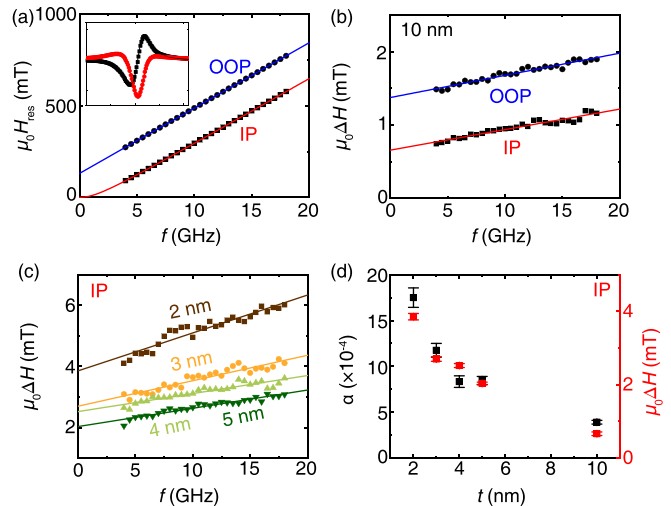 (a)
1000
750
500
250
0
μ₀Hres (mT)
OOP
IP
0 5 10 15 20
f (GHz)
(b)
10 nm
2
1
0
μ₀ΔH (mT)
OOP
IP
0 5 10 15 20
f (GHz)
(c)
IP
6
4
2
μ₀ΔH (mT)
2 nm
3 nm
4 nm
5 nm
0 5 10 15 20
f (GHz)
(d)
IP
20
15
10
5
0
α (×10⁻⁴)
4
2
0
μ₀ΔH (mT)
2 4 6 8 10
t (nm)